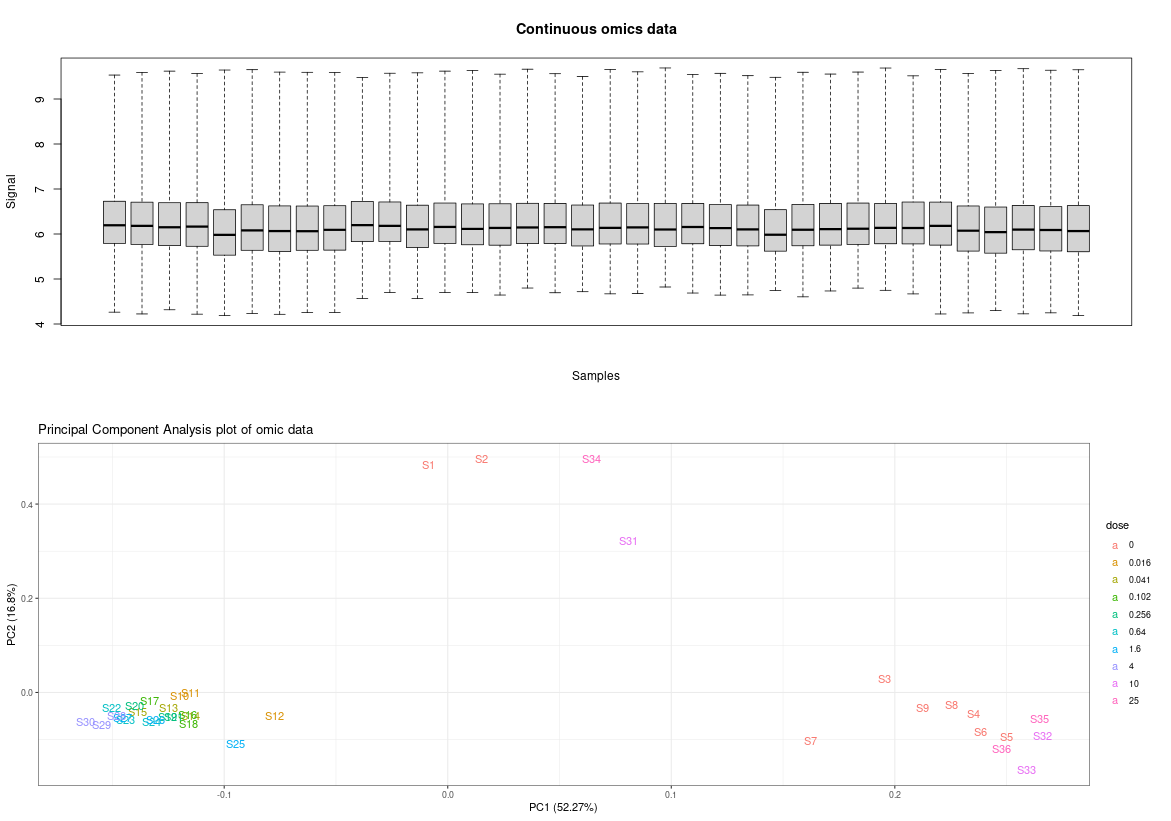 Continuous omics data
Signal
9
8
7
6
5
4
Samples
Principal Component Analysis plot of omic data
PC2 (16.8%)
0.4
0.2
0.0
S1
S2
S34
S31
S3
S9
S8
S4
S35
S6
S5
S32
S7
S36
S33
S17
S11
S22
S20
S13
S15
S12
S30
S29
S23
S18
S25
-0.1
0.0
0.1
0.2
PC1 (52.27%)
dose
a 0
a 0.016
a 0.041
a 0.102
a 0.256
a 0.64
a 1.6
a 4
a 10
a 25